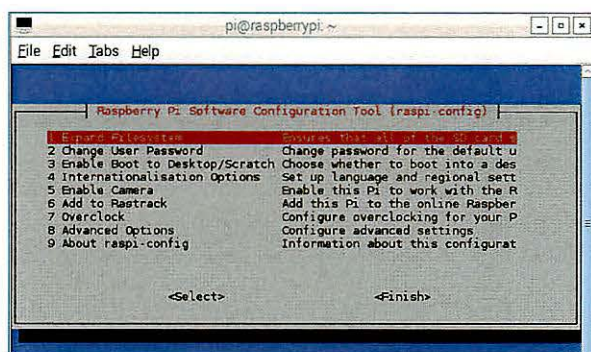 pi@raspberrypi: ~
File Edit Tabs Help
Raspberry Pi Software Configuration Tool (raspi-config)
1 Expand Filesystem Ensures that all of the SD card s
2 Change User Password Change password for the default u
3 Enable Boot to Desktop/Scratch Choose whether to boot into a des
4 Internationalisation Options Set up language and regional sett
5 Enable Camera Enable this Pi to work with the R
6 Add to Rastrack Add this Pi to the online Raspber
7 Overclock Configure overclocking for your P
8 Advanced Options Configure advanced settings
9 About raspi-config Information about this configurat
<Select> <Finish>